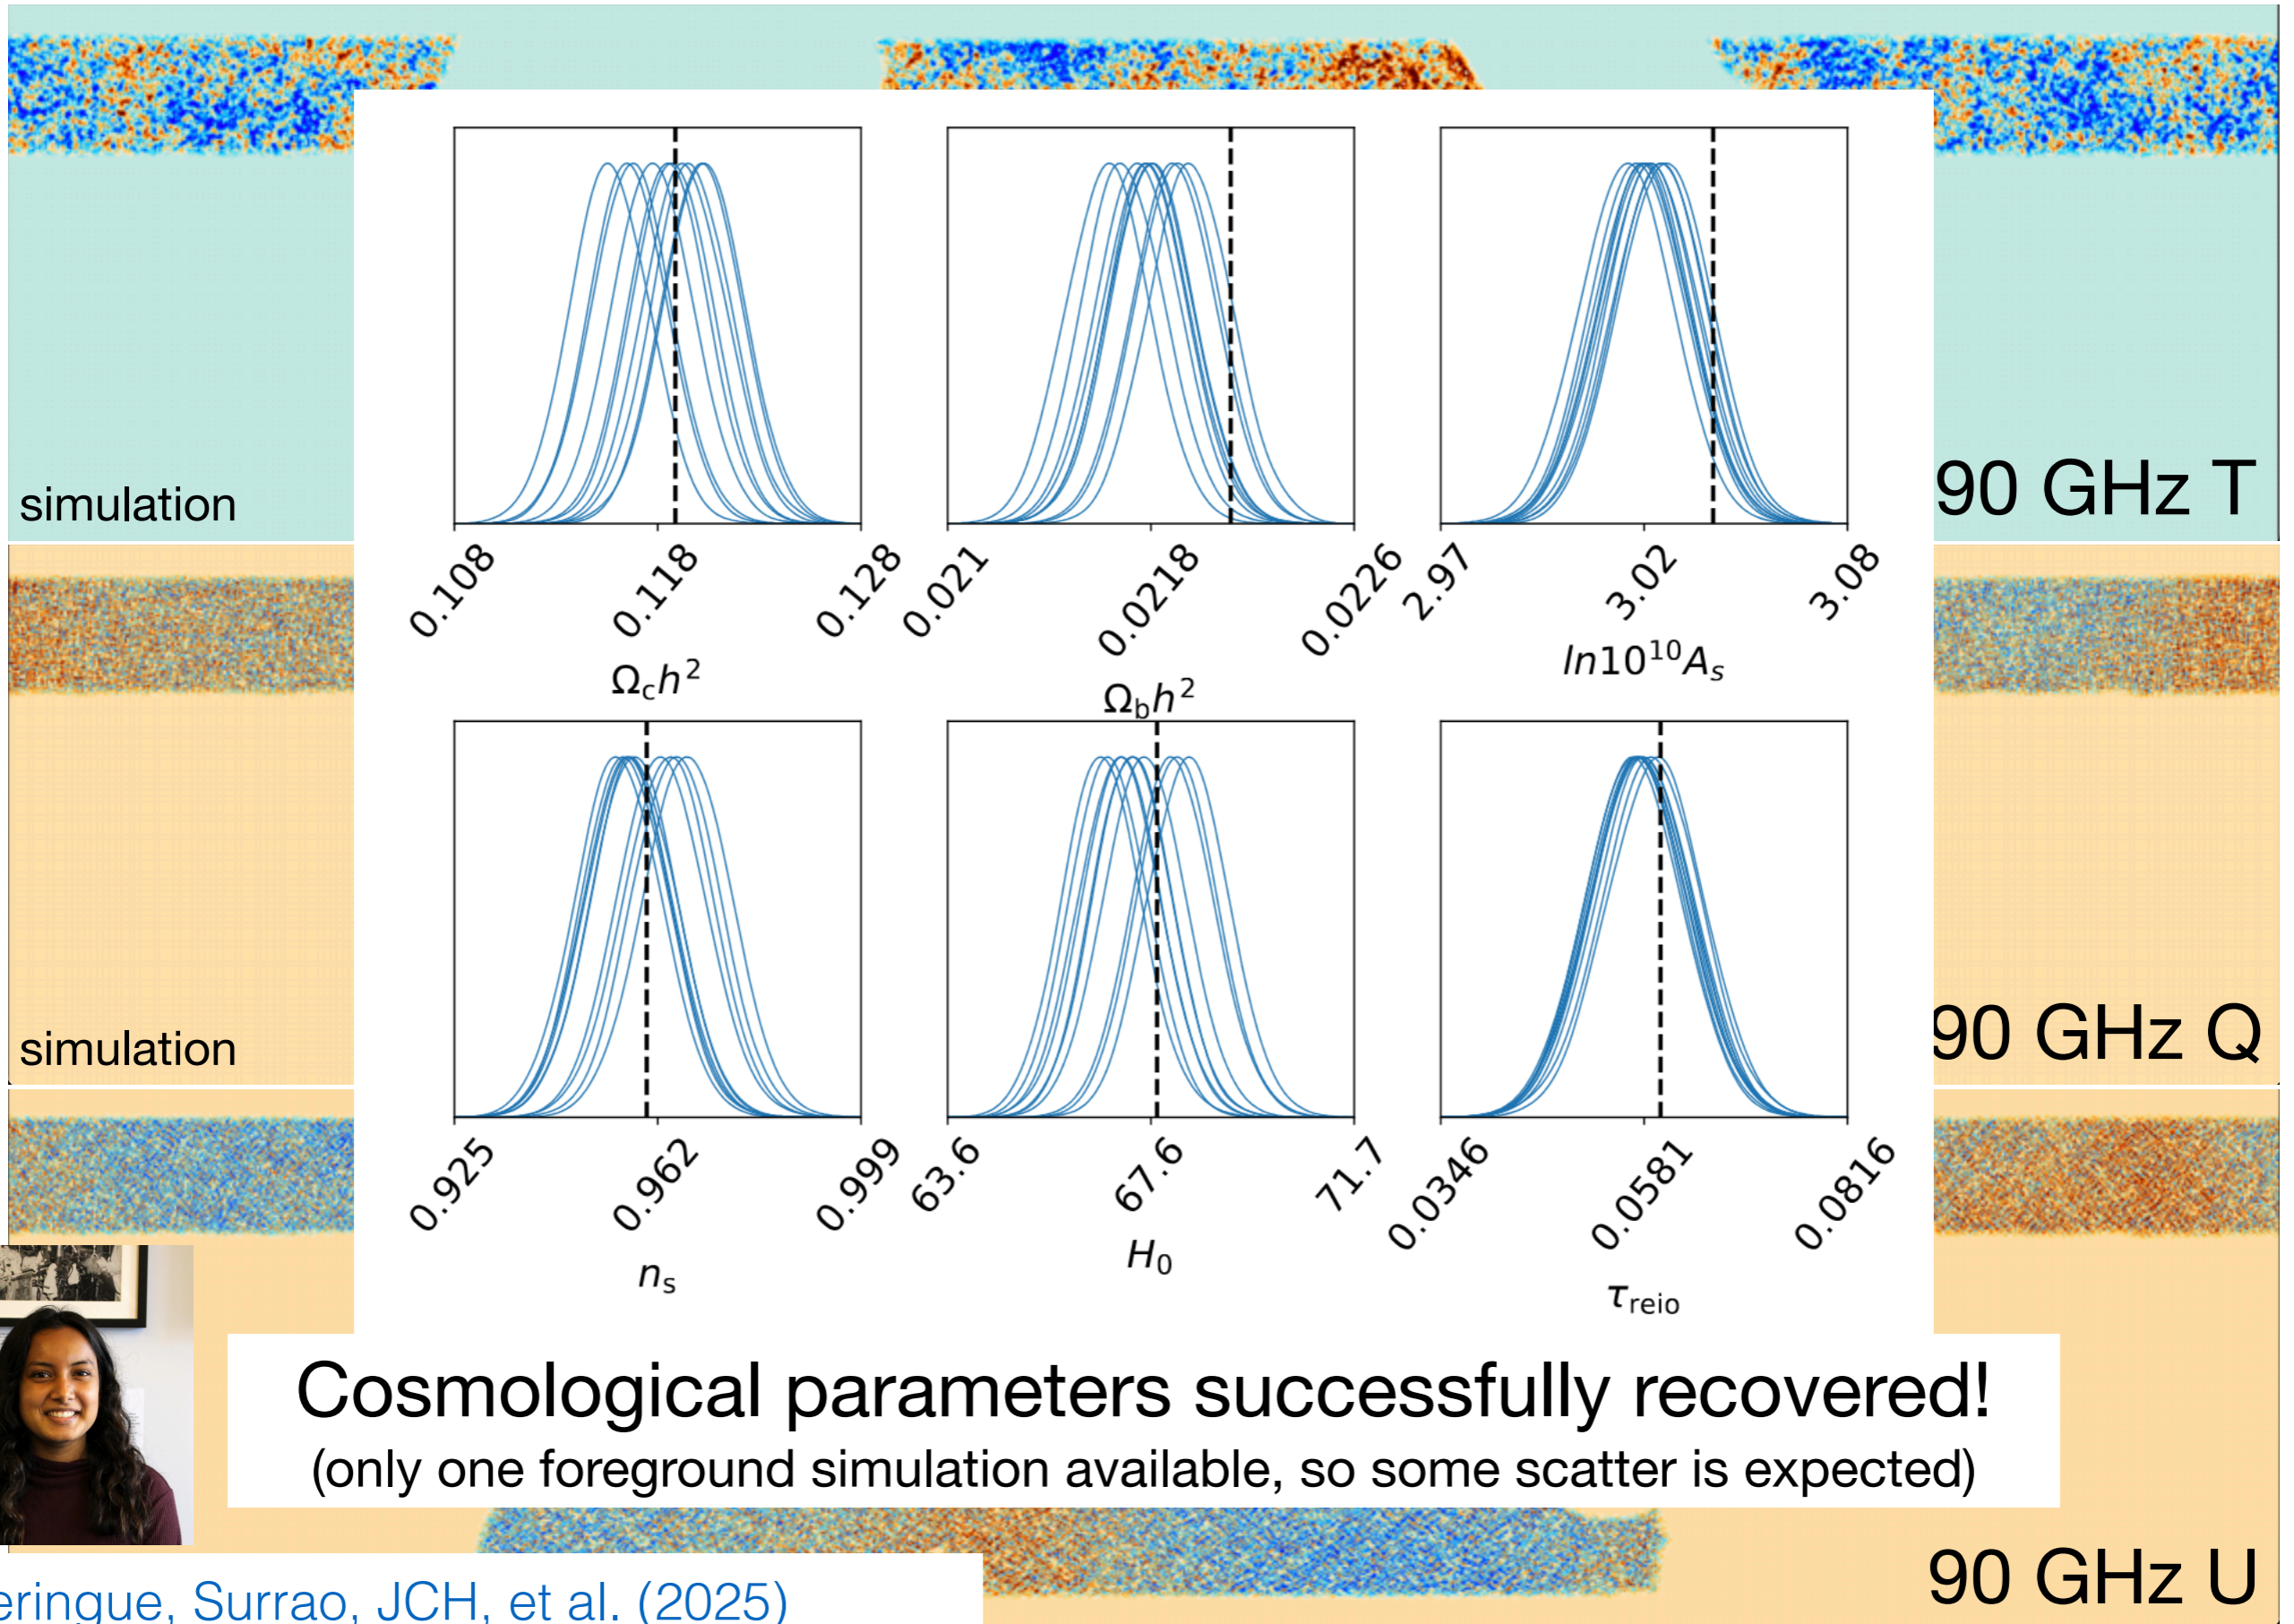 simulation
90 GHz T
0.108
0.118
0.128
Ωch²
0.021
0.0218
0.0226
Ωbh²
2.97
3.02
3.08
ln10¹⁰Aₛ
simulation
90 GHz Q
0.925
0.962
0.999
nₛ
63.6
67.6
71.7
H₀
0.0346
0.0581
0.0816
τreio
Cosmological parameters successfully recovered!
(only one foreground simulation available, so some scatter is expected)
90 GHz U
eringue, Surrao, JCH, et al. (2025)